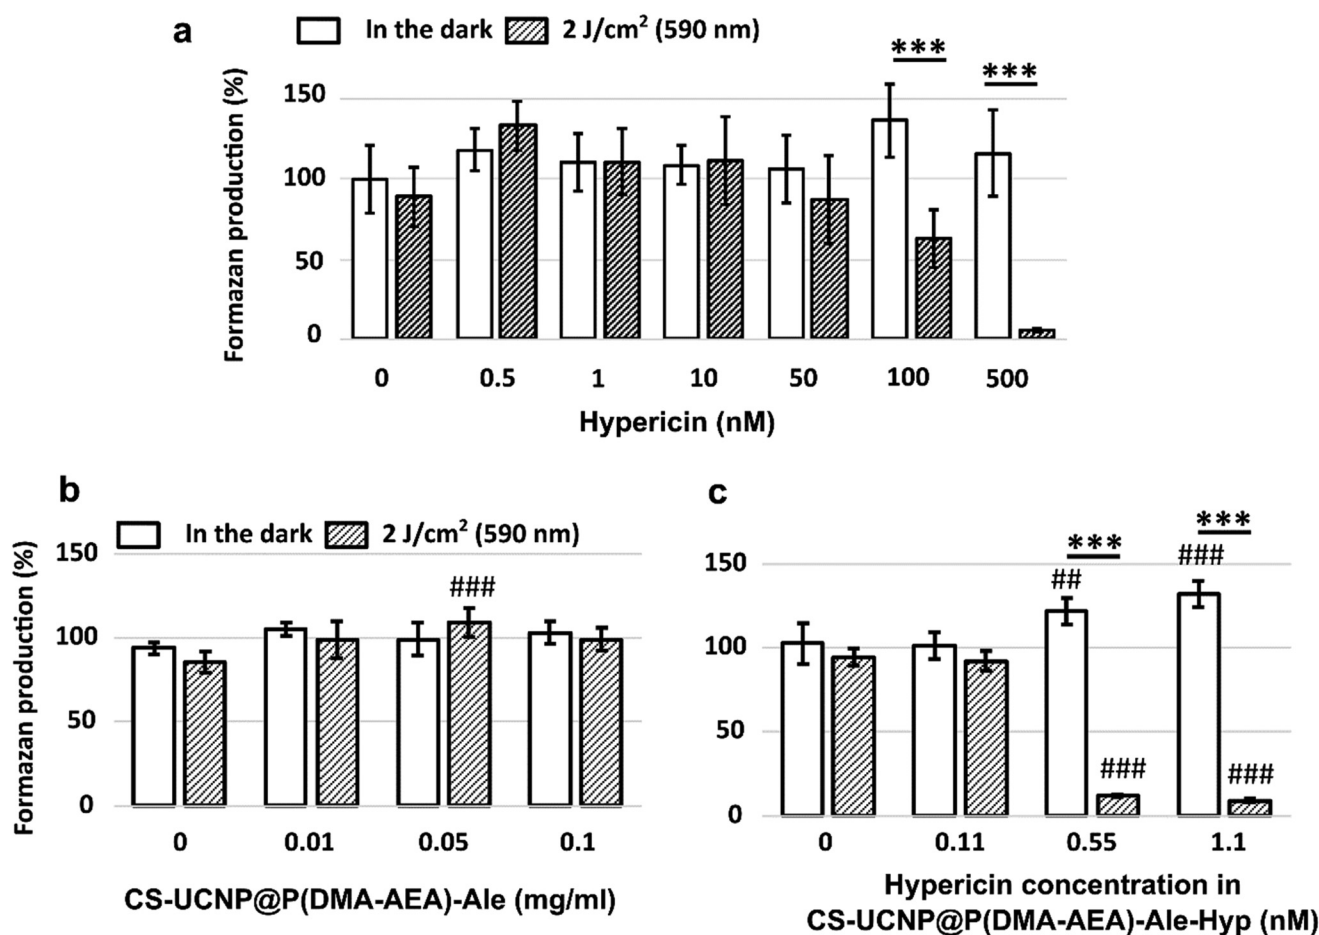 a
In the dark 2 J/cm² (590 nm)
Formazan production (%)
150
100
50
0
***
***
0 0.5 1 10 50 100 500
Hypericin (nM)
b
In the dark 2 J/cm² (590 nm)
Formazan production (%)
150
100
50
0
###
0 0.01 0.05 0.1
CS-UCNP@P(DMA-AEA)-Ale (mg/ml)
c
150
100
50
0
***
***
##
###
###
###
0 0.11 0.55 1.1
Hypericin concentration in
CS-UCNP@P(DMA-AEA)-Ale-Hyp (nM)